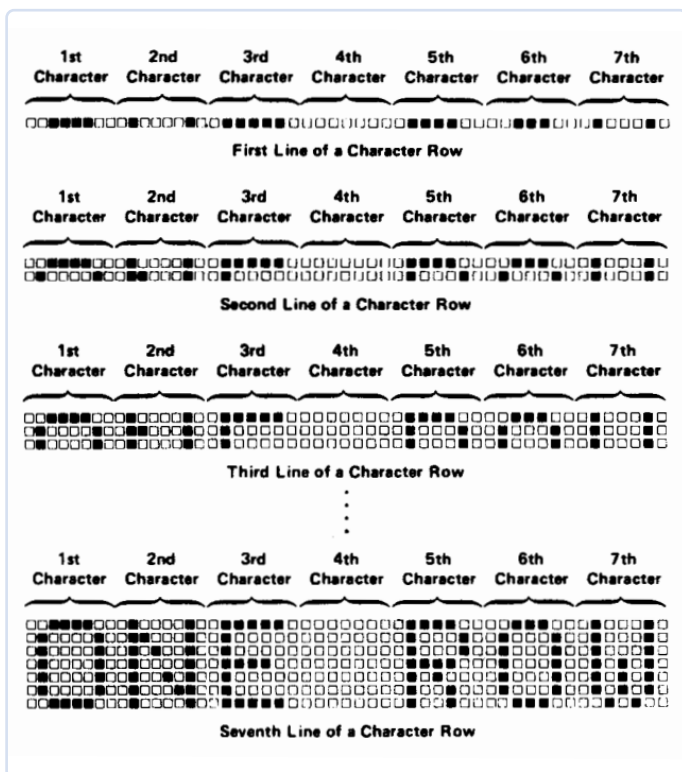 1st 2nd 3rd 4th 5th 6th 7th
Character Character Character Character Character Character Character
First Line of a Character Row
1st 2nd 3rd 4th 5th 6th 7th
Character Character Character Character Character Character Character
Second Line of a Character Row
1st 2nd 3rd 4th 5th 6th 7th
Character Character Character Character Character Character Character
Third Line of a Character Row
1st 2nd 3rd 4th 5th 6th 7th
Character Character Character Character Character Character Character
ONE ROW
Seventh Line of a Character Row